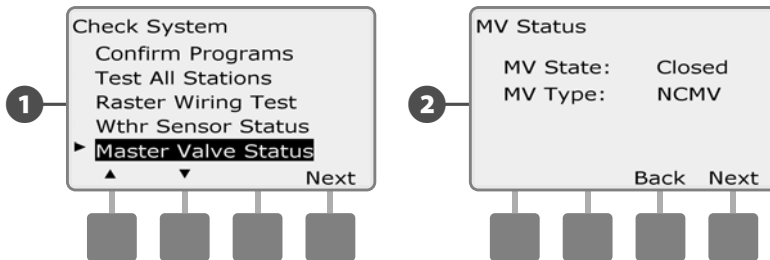 Check System
Confirm Programs
Test All Stations
Raster Wiring Test
Wthr Sensor Status
► Master Valve Status
▲ ▼ Next
1
MV Status
MV State: Closed
MV Type: NCMV
Back Next
2